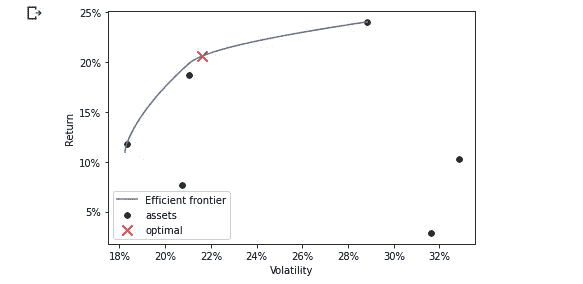 25%
20%
15%
10%
5%
Return
Efficient frontier
assets
optimal
18% 20% 22% 24% 26% 28% 30% 32%
Volatility